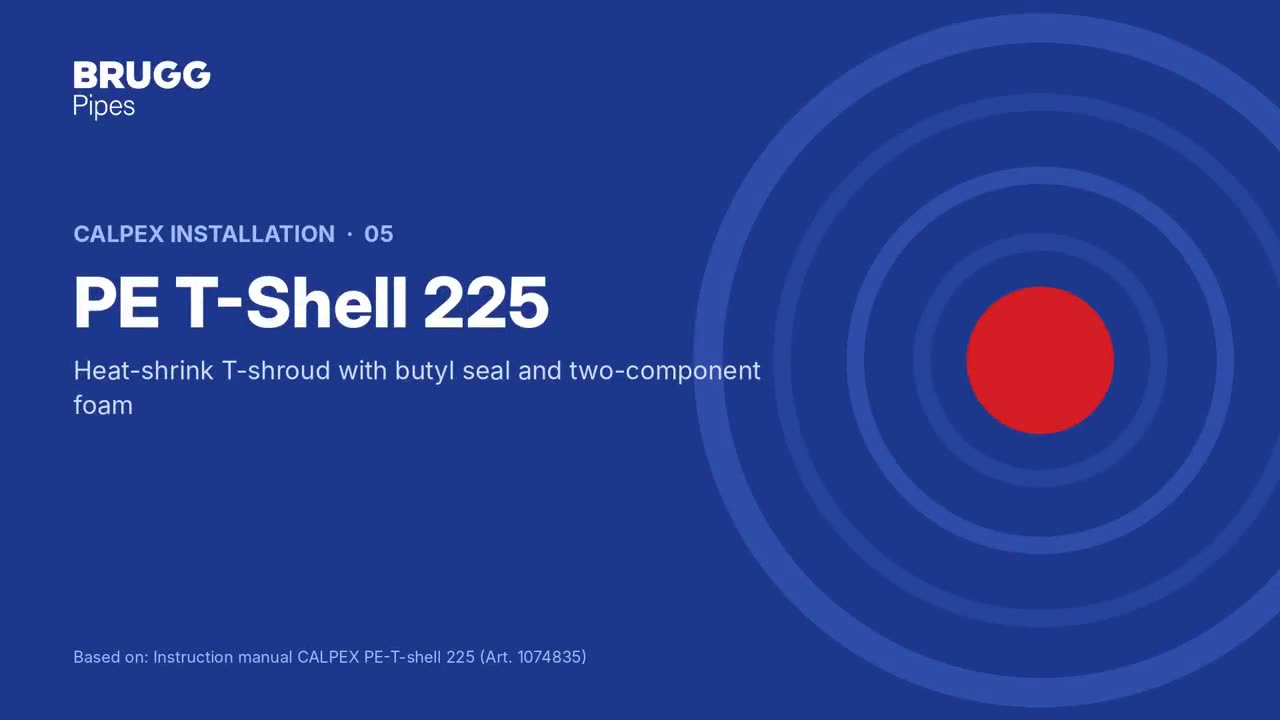 BRUGG
Pipes
CALPEX INSTALLATION · 05
PE T-Shell 225
Heat-shrink T-shroud with butyl seal and two-component
foam
Based on: Instruction manual CALPEX PE-T-shell 225 (Art. 1074835)